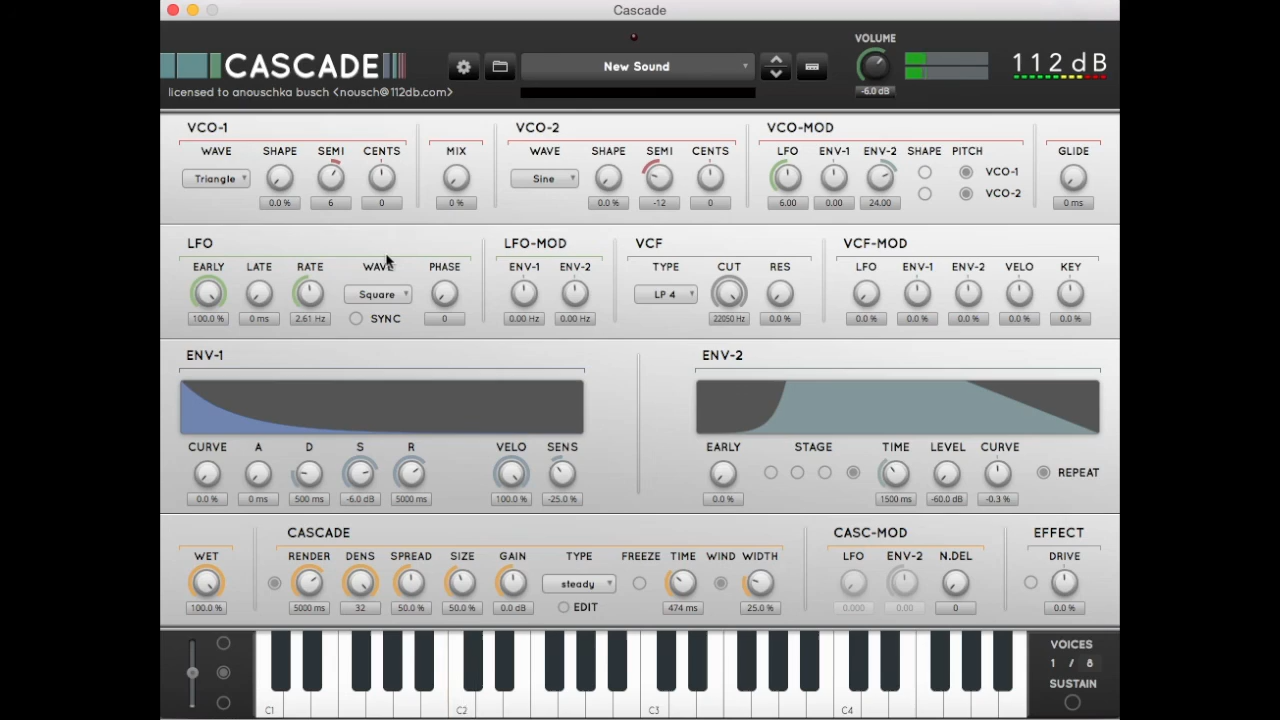 Cascade
VOLUME
CASCADE
New Sound
112 dB
-6.0 dB
licensed to anouschka busch <nousch@112db.com>
VCO-1
VCO-2
VCO-MOD
WAVE SHAPE SEMI CENTS MIX WAVE SHAPE SEMI CENTS LFO ENV-1 ENV-2 SHAPE PITCH GLIDE
Triangle Sine VCO-1
VCO-2
0.0 % 6 0 0 % 0.0 % -12 0 6.00 0.00 24.00 0 ms
LFO LFO-MOD VCF VCF-MOD
EARLY LATE RATE WAVE PHASE ENV-1 ENV-2 TYPE CUT RES LFO ENV-1 ENV-2 VELO KEY
Square LP 4
100.0 % 0 ms 2.61 Hz SYNC 0 0.00 Hz 0.00 Hz 22050 Hz 0.0 % 0.0 % 0.0 % 0.0 % 0.0 % 0.0 %
ENV-1 ENV-2
CURVE A D S R VELO SENS EARLY STAGE TIME LEVEL CURVE
REPEAT
0.0 % 0 ms 500 ms -6.0 dB 5000 ms 100.0 % -25.0 % 0.0 % 1500 ms -60.0 dB -0.3 %
CASCADE CASC-MOD EFFECT
WET RENDER DENS SPREAD SIZE GAIN TYPE FREEZE TIME WIND WIDTH LFO ENV-2 N.DEL DRIVE
steady
100.0 % 5000 ms 32 50.0 % 50.0 % 0.0 dB EDIT 474 ms 25.0 % 0.000 0.00 0 0.0 %
VOICES
1 / 8
SUSTAIN
C1 C2 C3 C4